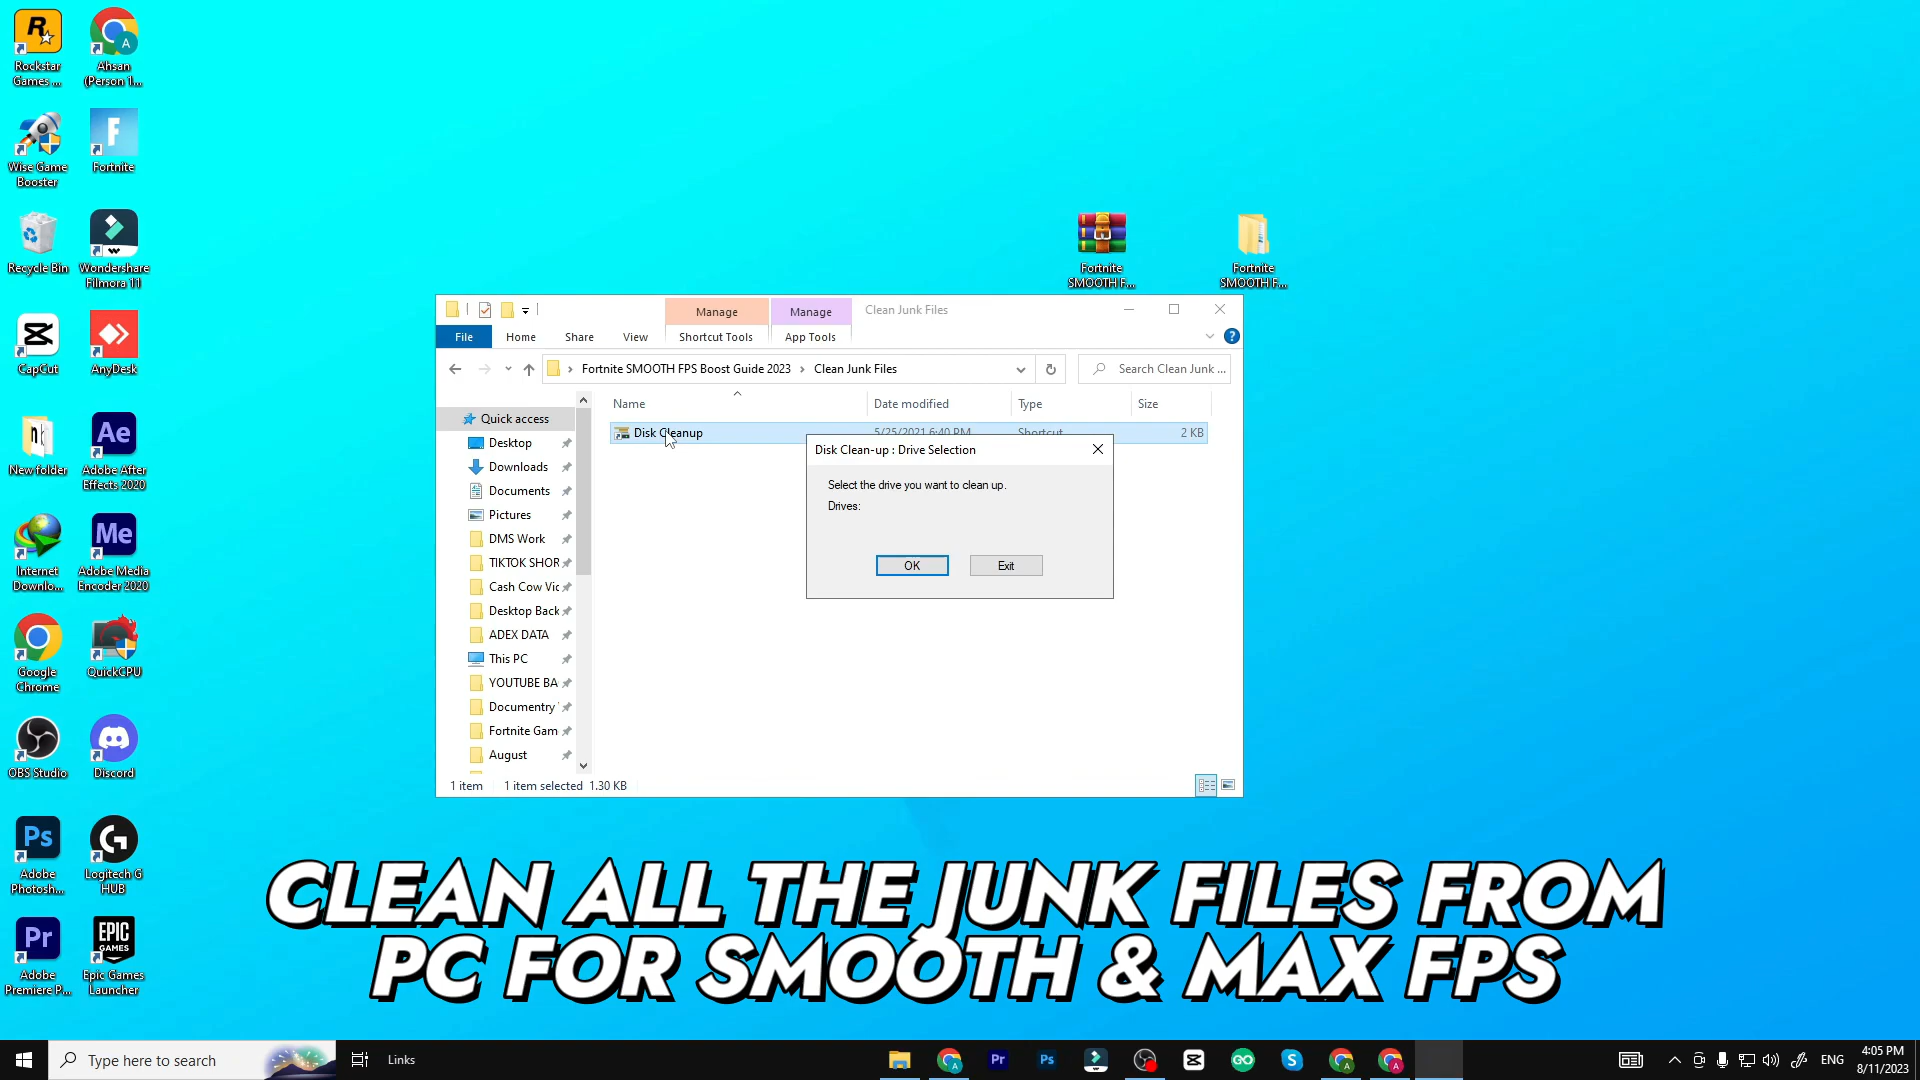 Rockstar
Games ...
Ahsan
(Person 1...
Wise Game
Booster
Fortnite
Recycle Bin
Wondershare
Filmora 11
CapCut
AnyDesk
New folder
Adobe After
Effects 2020
Internet
Downlo...
Adobe Media
Encoder 2020
Google
Chrome
QuickCPU
OBS Studio
Discord
Adobe
Photosh...
Logitech G
HUB
Adobe
Premiere P...
Epic Games
Launcher
Fortnite
SMOOTH F...
Fortnite
SMOOTH F...
Manage
Manage
Clean Junk Files
File
Home
Share
View
Shortcut Tools
App Tools
Fortnite SMOOTH FPS Boost Guide 2023 › Clean Junk Files
Search Clean Junk ...
Name
Date modified
Type
Size
Quick access
Desktop
Downloads
Documents
Pictures
DMS Work
TIKTOK SHOR
Cash Cow Vic
Desktop Back
ADEX DATA
This PC
YOUTUBE BA
Documentry
Fortnite Gam
August
Disk Cleanup
5/25/2021 6:40 PM
Shortcut
2 KB
Disk Clean-up : Drive Selection
Select the drive you want to clean up.
Drives:
OK
Exit
1 item
1 item selected 1.30 KB
CLEAN ALL THE JUNK FILES FROM
PC FOR SMOOTH & MAX FPS
Type here to search
Links
ENG
4:05 PM
8/11/2023